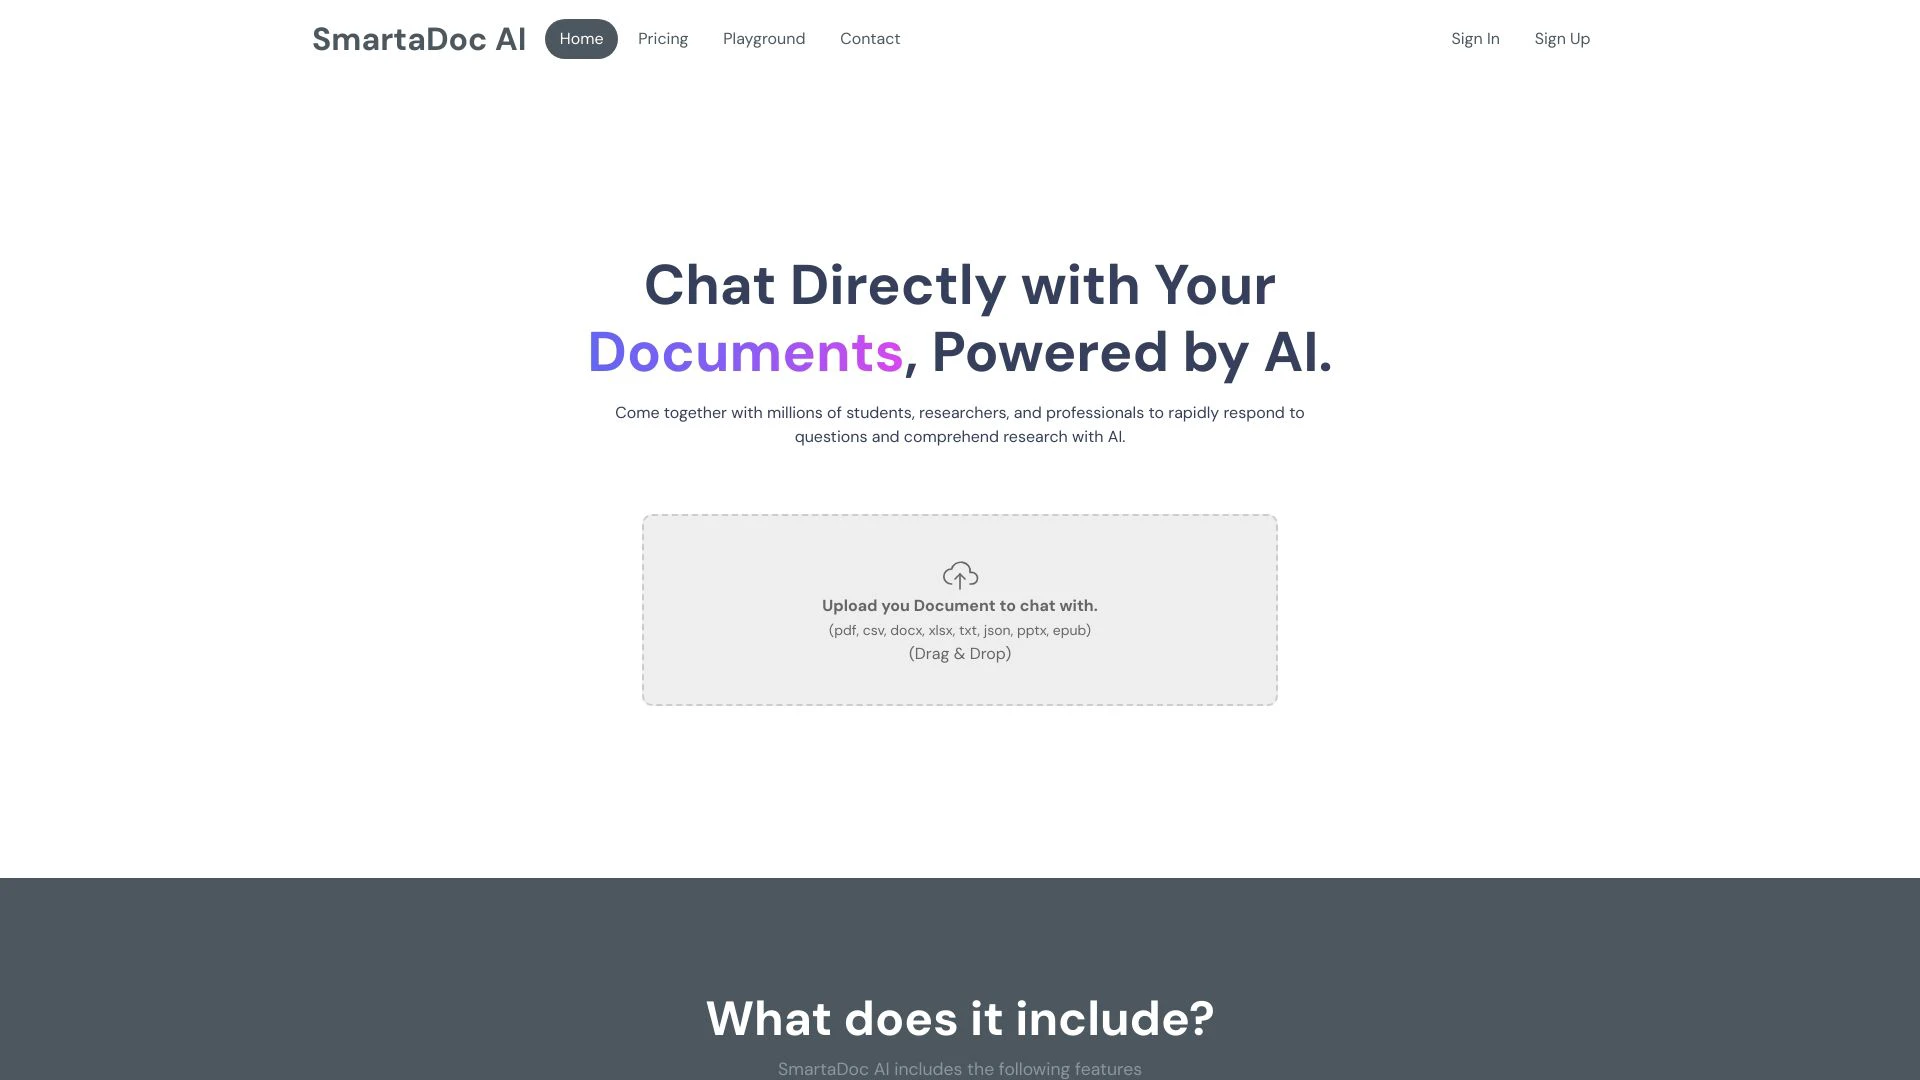 SmartaDoc AI
Home
Pricing
Playground
Contact
Sign In
Sign Up
Chat Directly with Your
Documents, Powered by AI.
Come together with millions of students, researchers, and professionals to rapidly respond to
questions and comprehend research with AI.
Upload you Document to chat with.
(pdf, csv, docx, xlsx, txt, json, pptx, epub)
(Drag & Drop)
What does it include?
SmartaDoc AI includes the following features